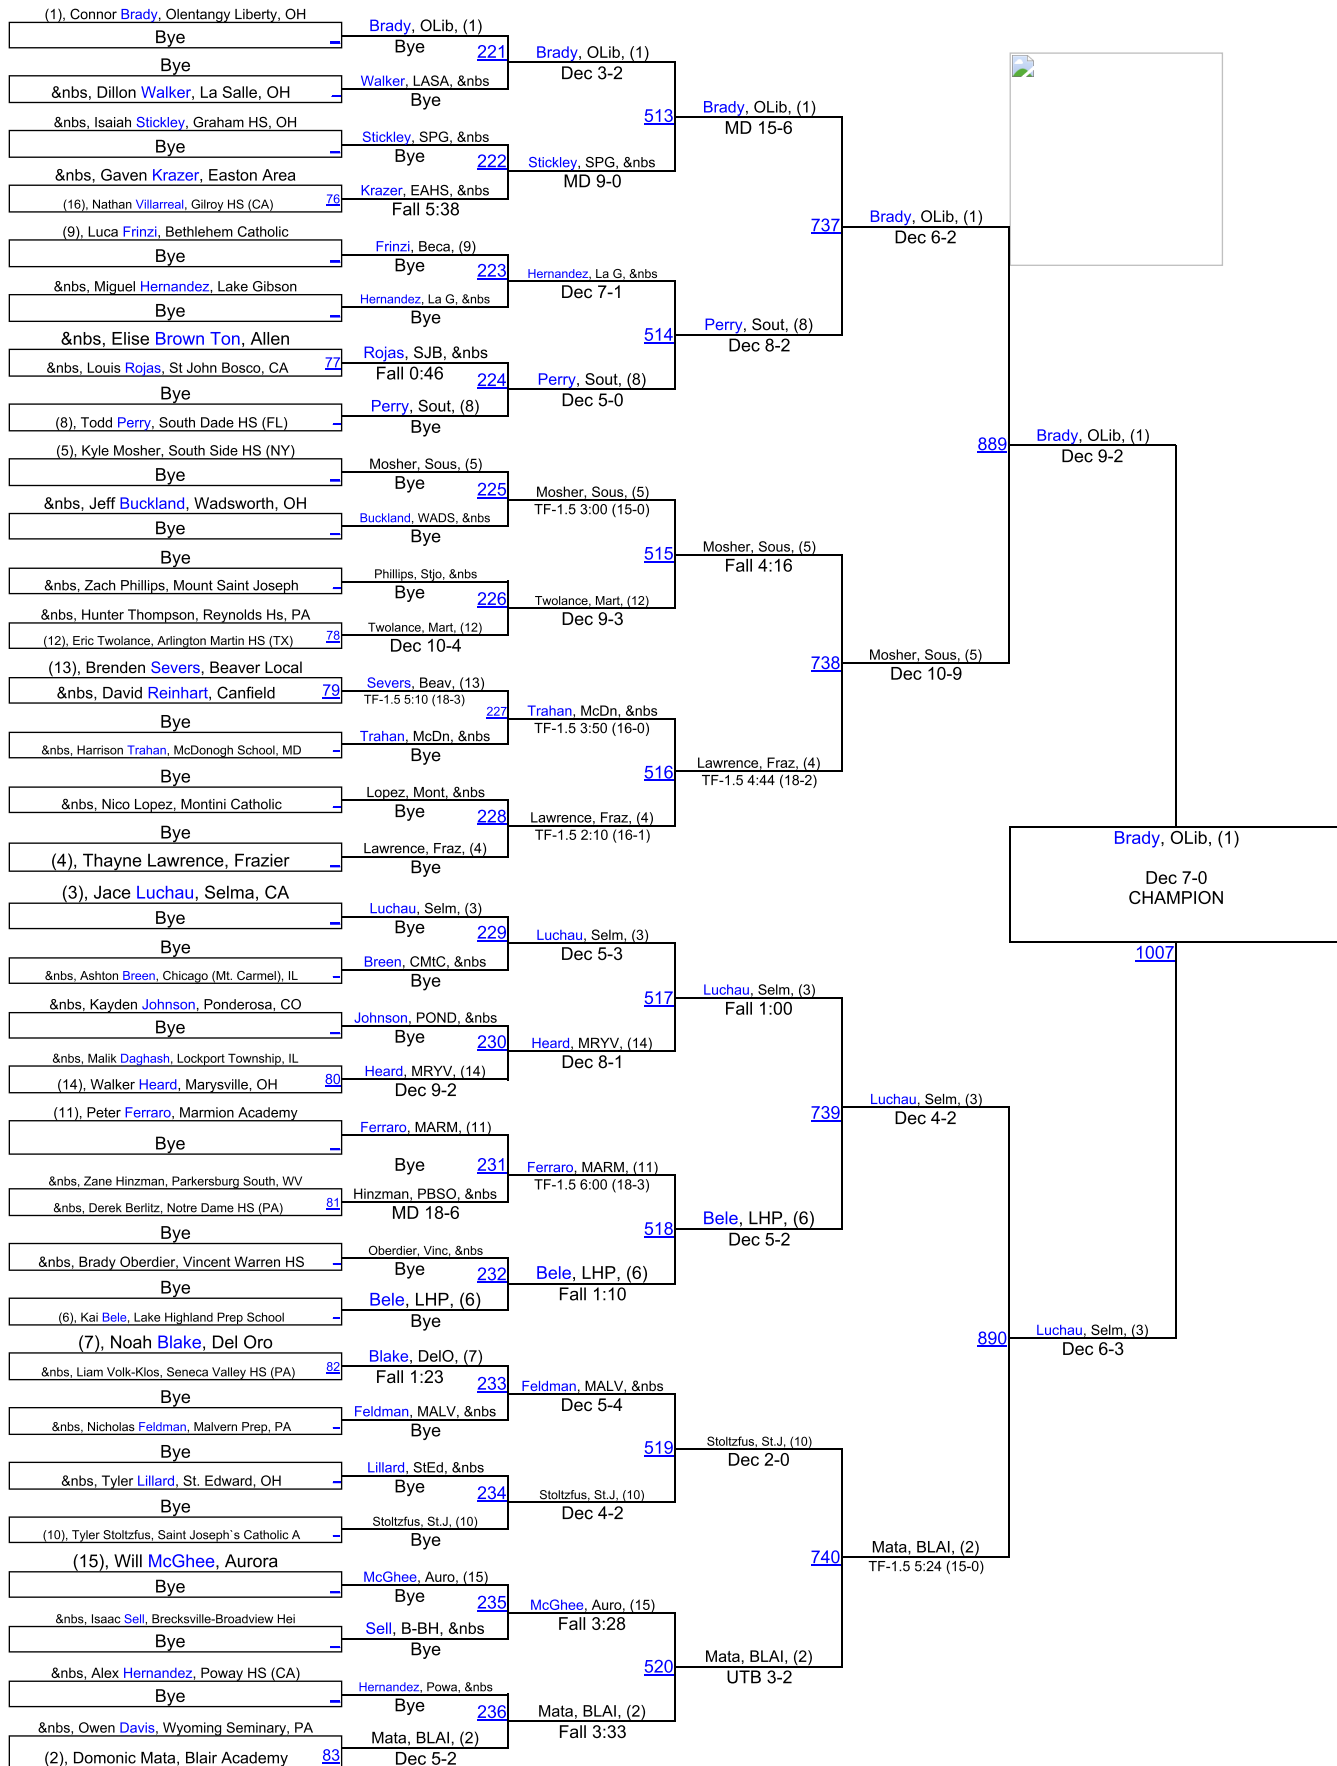 (1), Connor Brady, Olentangy Liberty, OH
Bye
Bye
&nbs, Dillon Walker, La Salle, OH
&nbs, Isaiah Stickley, Graham HS, OH
Bye
&nbs, Gaven Krazer, Easton Area
(16), Nathan Villarreal, Gilroy HS (CA) 76
(9), Luca Frinzi, Bethlehem Catholic
Bye
&nbs, Miguel Hernandez, Lake Gibson
Bye
&nbs, Elise Brown Ton, Allen
&nbs, Louis Rojas, St John Bosco, CA 77
Bye
(8), Todd Perry, South Dade HS (FL)
(5), Kyle Mosher, South Side HS (NY)
Bye
&nbs, Jeff Buckland, Wadsworth, OH
Bye
Bye
&nbs, Zach Phillips, Mount Saint Joseph
&nbs, Hunter Thompson, Reynolds Hs, PA
(12), Eric Twolance, Arlington Martin HS (TX) 78
(13), Brenden Severs, Beaver Local
&nbs, David Reinhart, Canfield 79
Bye
&nbs, Harrison Trahan, McDonogh School, MD
Bye
&nbs, Nico Lopez, Montini Catholic
Bye
(4), Thayne Lawrence, Frazier
(3), Jace Luchau, Selma, CA
Bye
Bye
&nbs, Ashton Breen, Chicago (Mt. Carmel), IL
&nbs, Kayden Johnson, Ponderosa, CO
Bye
&nbs, Malik Daghash, Lockport Township, IL
(14), Walker Heard, Marysville, OH 80
(11), Peter Ferraro, Marmion Academy
Bye
&nbs, Zane Hinzman, Parkersburg South, WV
&nbs, Derek Berlitz, Notre Dame HS (PA) 81
Bye
&nbs, Brady Oberdier, Vincent Warren HS
Bye
(6), Kai Bele, Lake Highland Prep School
(7), Noah Blake, Del Oro
&nbs, Liam Volk-Klos, Seneca Valley HS (PA) 82
Bye
&nbs, Nicholas Feldman, Malvern Prep, PA
Bye
&nbs, Tyler Lillard, St. Edward, OH
Bye
(10), Tyler Stoltzfus, Saint Joseph`s Catholic A
(15), Will McGhee, Aurora
Bye
&nbs, Isaac Sell, Brecksville-Broadview Hei
Bye
&nbs, Alex Hernandez, Poway HS (CA)
Bye
&nbs, Owen Davis, Wyoming Seminary, PA
(2), Domonic Mata, Blair Academy 83
Brady, OLib, (1)
Bye
221
Walker, LASA, &nbs
Bye
Stickley, SPG, &nbs
Bye
222
Krazer, EAHS, &nbs
Fall 5:38
Frinzi, Beca, (9)
Bye
223
Hernandez, La G, &nbs
Bye
Rojas, SJB, &nbs
Fall 0:46
224
Perry, Sout, (8)
Bye
Mosher, Sous, (5)
Bye
225
Buckland, WADS, &nbs
Bye
Phillips, Stjo, &nbs
Bye
226
Twolance, Mart, (12)
Dec 10-4
Severs, Beav, (13)
TF-1.5 5:10 (18-3)
227
Trahan, McDn, &nbs
Bye
Lopez, Mont, &nbs
Bye
228
Lawrence, Fraz, (4)
Bye
Luchau, Selm, (3)
Bye
229
Breen, CMtC, &nbs
Bye
Johnson, POND, &nbs
Bye
230
Heard, MRYV, (14)
Dec 9-2
Ferraro, MARM, (11)
Bye
231
Hinzman, PBSO, &nbs
MD 18-6
Oberdier, Vinc, &nbs
Bye
232
Bele, LHP, (6)
Bye
Blake, DelO, (7)
Fall 1:23
233
Feldman, MALV, &nbs
Bye
Lillard, StEd, &nbs
Bye
234
Stoltzfus, St.J, (10)
Bye
McGhee, Auro, (15)
Bye
235
Sell, B-BH, &nbs
Bye
Hernandez, Powa, &nbs
Bye
236
Mata, BLAI, (2)
Dec 5-2
Brady, OLib, (1)
Dec 3-2
513
Stickley, SPG, &nbs
MD 9-0
Hernandez, La G, &nbs
Dec 7-1
514
Perry, Sout, (8)
Dec 5-0
Mosher, Sous, (5)
TF-1.5 3:00 (15-0)
515
Twolance, Mart, (12)
Dec 9-3
Trahan, McDn, &nbs
TF-1.5 3:50 (16-0)
516
Lawrence, Fraz, (4)
TF-1.5 2:10 (16-1)
Luchau, Selm, (3)
Dec 5-3
517
Heard, MRYV, (14)
Dec 8-1
Ferraro, MARM, (11)
TF-1.5 6:00 (18-3)
518
Bele, LHP, (6)
Fall 1:10
Feldman, MALV, &nbs
Dec 5-4
519
Stoltzfus, St.J, (10)
Dec 4-2
McGhee, Auro, (15)
Fall 3:28
520
Mata, BLAI, (2)
Fall 3:33
Brady, OLib, (1)
MD 15-6
737
Perry, Sout, (8)
Dec 8-2
Mosher, Sous, (5)
Fall 4:16
738
Lawrence, Fraz, (4)
TF-1.5 4:44 (18-2)
Luchau, Selm, (3)
Fall 1:00
739
Bele, LHP, (6)
Dec 5-2
Stoltzfus, St.J, (10)
Dec 2-0
740
Mata, BLAI, (2)
UTB 3-2
Brady, OLib, (1)
Dec 6-2
889
Mosher, Sous, (5)
Dec 10-9
Luchau, Selm, (3)
Dec 4-2
890
Mata, BLAI, (2)
TF-1.5 5:24 (15-0)
Brady, OLib, (1)
Dec 9-2
Brady, OLib, (1)
Dec 7-0
CHAMPION
1007
Luchau, Selm, (3)
Dec 6-3